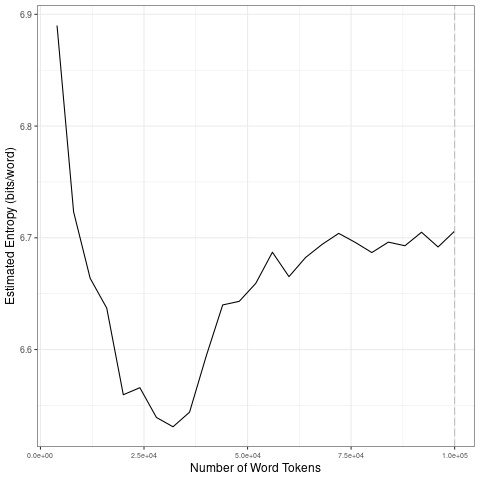 Estimated Entropy (bits/word)
6.9
6.8
6.7
6.6
0.0e+00 2.5e+04 5.0e+04 7.5e+04 1.0e+05
Number of Word Tokens